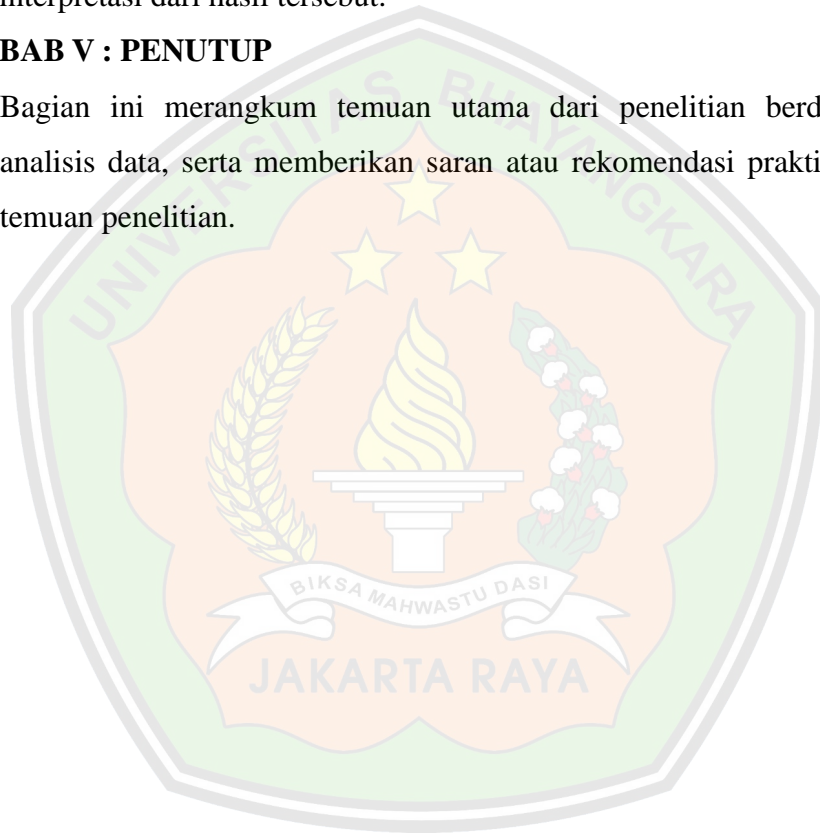 interpretasi dari hasil tersebut.
BAB V : PENUTUP
Bagian ini merangkum temuan utama dari penelitian berd
analisis data, serta memberikan saran atau rekomendasi prakti
temuan penelitian.
UNIVERSITAS BHAYANGKARA
BIKSA MAHWASTU DASI
JAKARTA RAYA